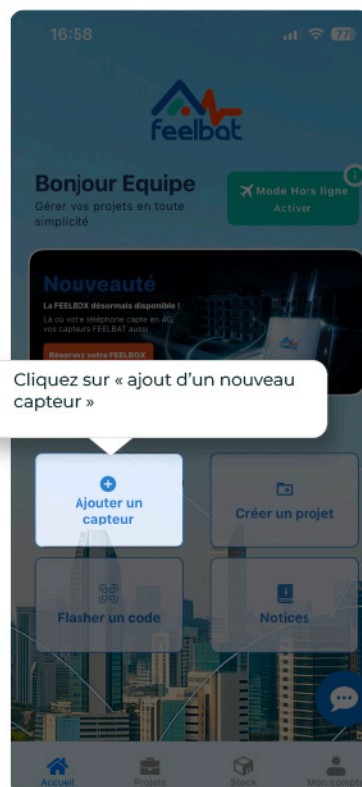 16:58
77
feelbat
Bonjour Equipe
Gérer vos projets en toute
simplicité
Mode Hors ligne
Activer
Nouveauté
La FEELBOX désormais disponible !
Là où votre téléphone capte en 4G,
vos capteurs FEELBAT aussi
Réservez votre FEELBOX
Cliquez sur « ajout d'un nouveau
capteur »
Ajouter un
capteur
Créer un projet
Flasher un code
Notices
Accueil
Projets
Stock
Mon compte